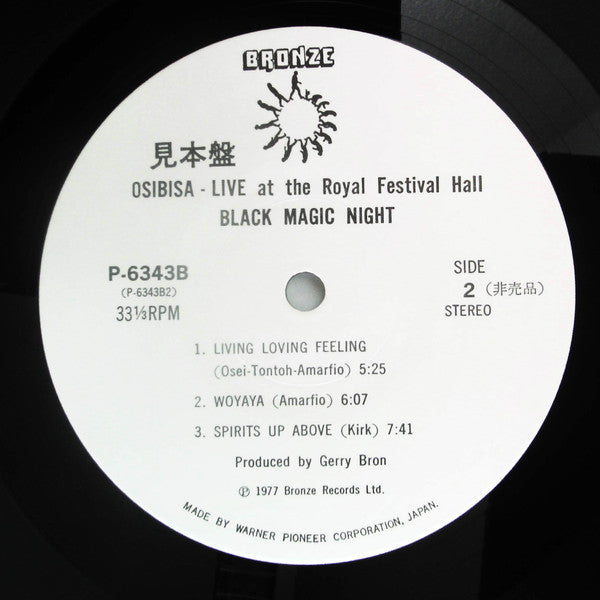 BRONZE
見本盤
OSIBISA - LIVE at the Royal Festival Hall
BLACK MAGIC NIGHT
P-6343B
(P-6343B2)
33⅓RPM
SIDE
2 (非売品)
STEREO
1. LIVING LOVING FEELING
(Osei-Tontoh-Amarfio) 5:25
2. WOYAYA (Amarfio) 6:07
3. SPIRITS UP ABOVE (Kirk) 7:41
Produced by Gerry Bron
℗ 1977 Bronze Records Ltd.
MADE BY WARNER PIONEER CORPORATION, JAPAN.